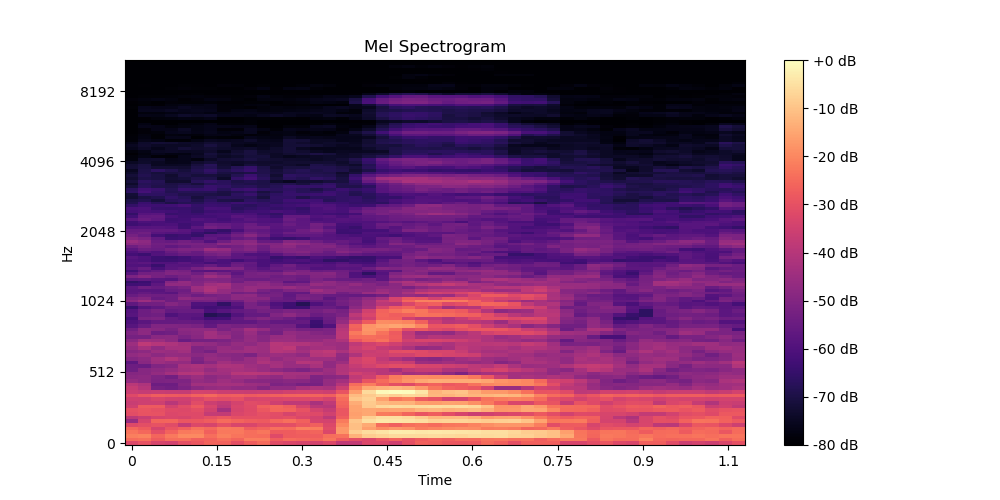 Mel Spectrogram
Hz
8192
4096
2048
1024
512
0
0 0.15 0.3 0.45 0.6 0.75 0.9 1.1
Time
+0 dB
-10 dB
-20 dB
-30 dB
-40 dB
-50 dB
-60 dB
-70 dB
-80 dB